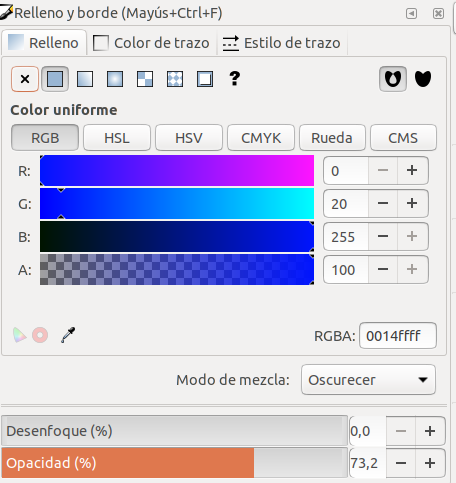 Relleno y borde (Mayús+Ctrl+F)
Relleno Color de trazo Estilo de trazo
?
Color uniforme
RGB HSL HSV CMYK Rueda CMS
R: 0 − +
G: 20 − +
B: 255 − +
A: 100 − +
RGBA: 0014ffff
Modo de mezcla: Oscurecer
Desenfoque (%) 0,0 − +
Opacidad (%) 73,2 − +